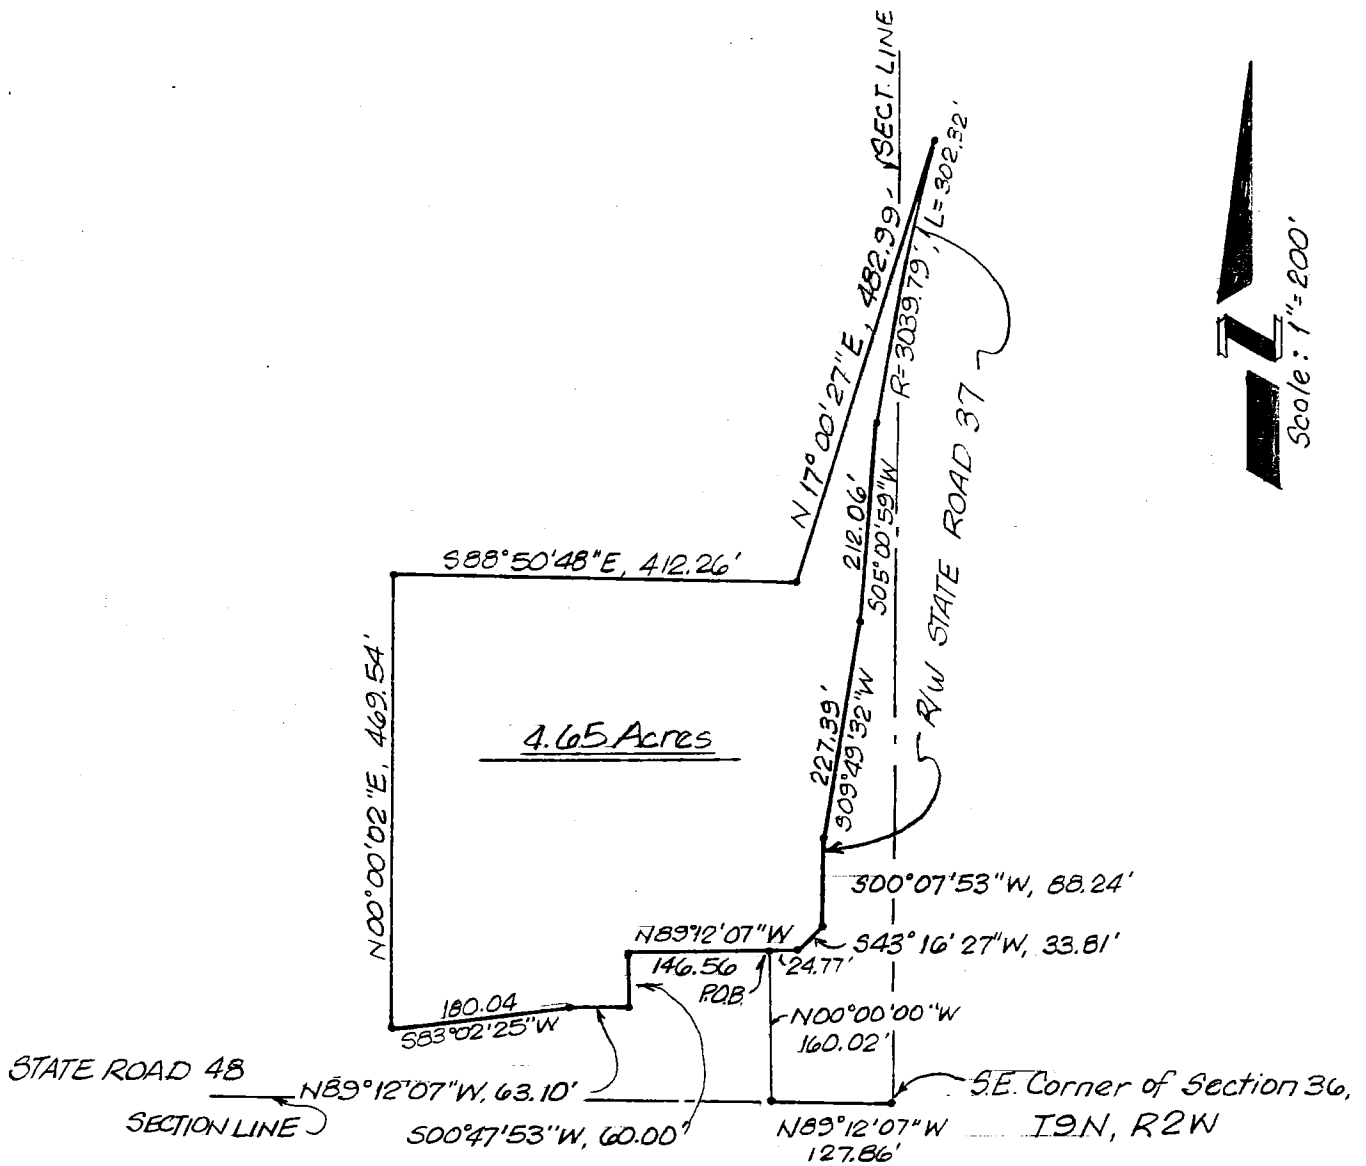 SECT. LINE
N 17°00'27"E, 482.99'
R=3039.79', L=302.32'
Scale: 1"=200'
R/W STATE ROAD 37
212.06'
S05°00'59"W
S88°50'48"E, 412.26'
N00°00'02"E, 469.54'
4.65 Acres
227.39'
S09°49'32"W
S00°07'53"W, 88.24'
S43°16'27"W, 33.81'
N89°12'07"W
146.56
24.77'
P.O.B.
N00°00'00"W
160.02'
180.04
S83°02'25"W
STATE ROAD 48
N89°12'07"W, 63.10'
SECTION LINE
S00°47'53"W, 60.00'
N89°12'07"W
127.86'
S.E. Corner of Section 36,
T9N, R2W